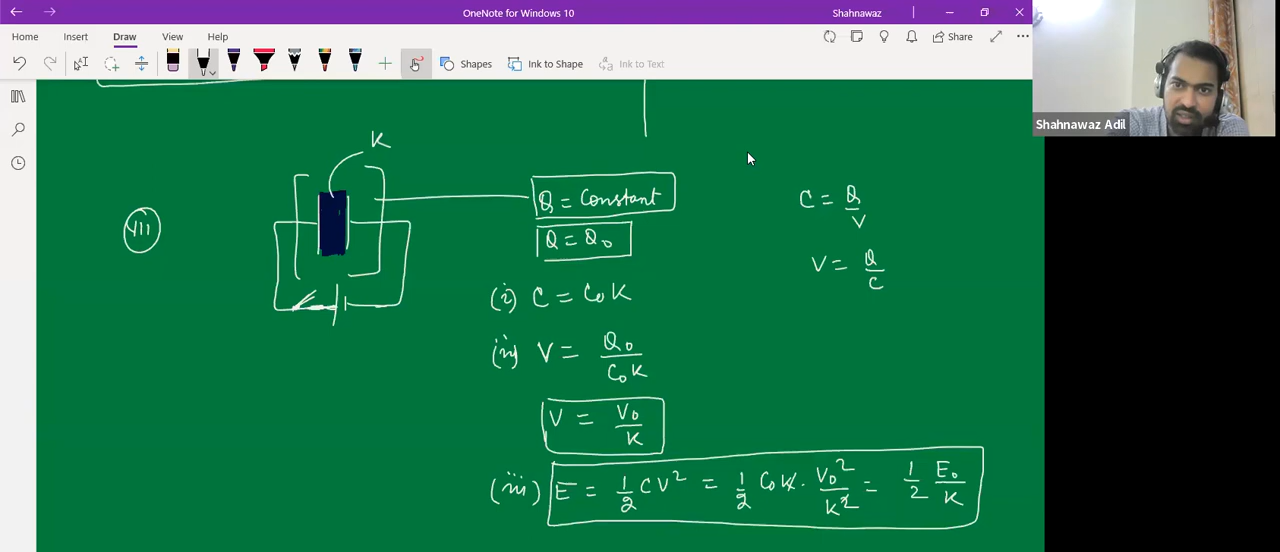 OneNote for Windows 10
Shahnawaz
Home Insert Draw View Help
Share
Shapes
Ink to Shape
Ink to Text
Shahnawaz Adil
K
(vii)
Q = Constant
Q = Q₀
C = Q/V
V = Q/C
(i) C = C₀K
(ii) V = Q₀/C₀K
V = V₀/K
(iii) E = 1/2 CV² = 1/2 C₀K · V₀²/K² = 1/2 E₀/K